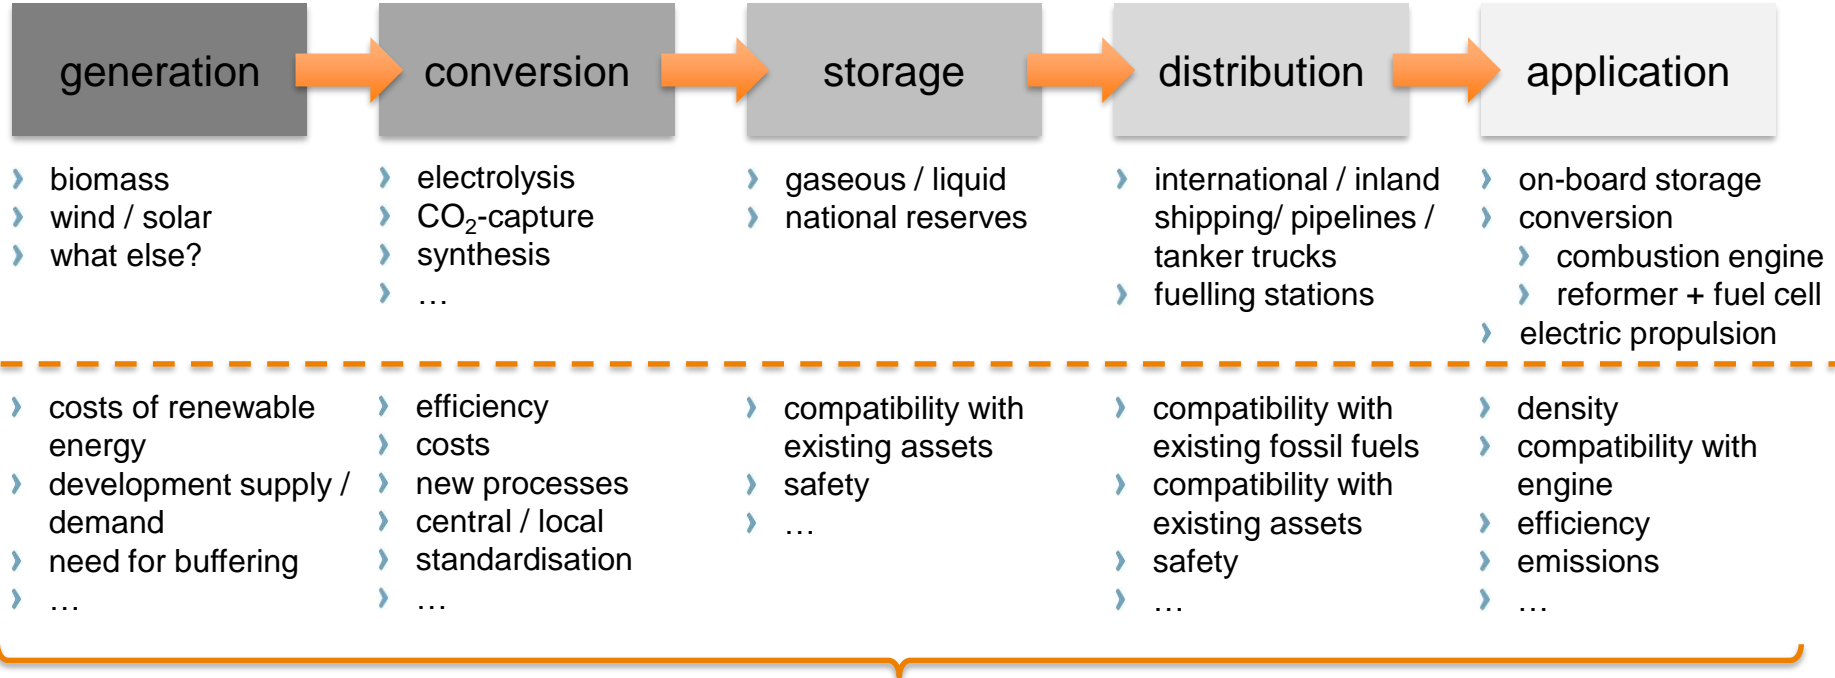 generation
conversion
storage
distribution
application
biomass
wind / solar
what else?
electrolysis
CO₂-capture
synthesis
…
gaseous / liquid
national reserves
international / inland
shipping/ pipelines /
tanker trucks
fuelling stations
on-board storage
conversion
combustion engine
reformer + fuel cell
electric propulsion
costs of renewable
energy
development supply /
demand
need for buffering
…
efficiency
costs
new processes
central / local
standardisation
…
compatibility with
existing assets
safety
…
compatibility with
existing fossil fuels
compatibility with
existing assets
safety
…
density
compatibility with
engine
efficiency
emissions
…